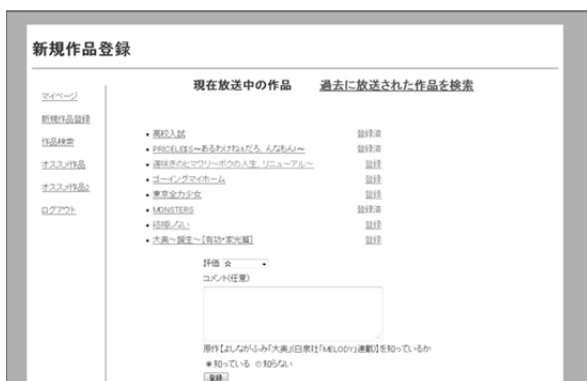 新規作品登録
現在放送中の作品 過去に放送された作品を検索
マイページ
新規作品登録
作品検索
オススメ作品
オススメ作品2
ログアウト
• 高校入試 登録済
• PRICELESS～あるわけねぇだろ、んなもん!～ 登録済
• 遅咲きのヒマワリ～ボクの人生、リニューアル～ 登録
• ゴーイングマイホーム 登録
• 東京全力少女 登録
• MONSTERS 登録済
• 結婚しない 登録
• 大奥～誕生～[有功・家光篇] 登録
評価 ☆
コメント(任意)
原作【よしながふみ「大奥」(白泉社「MELODY」連載)】を知っているか
知っている 知らない
登録